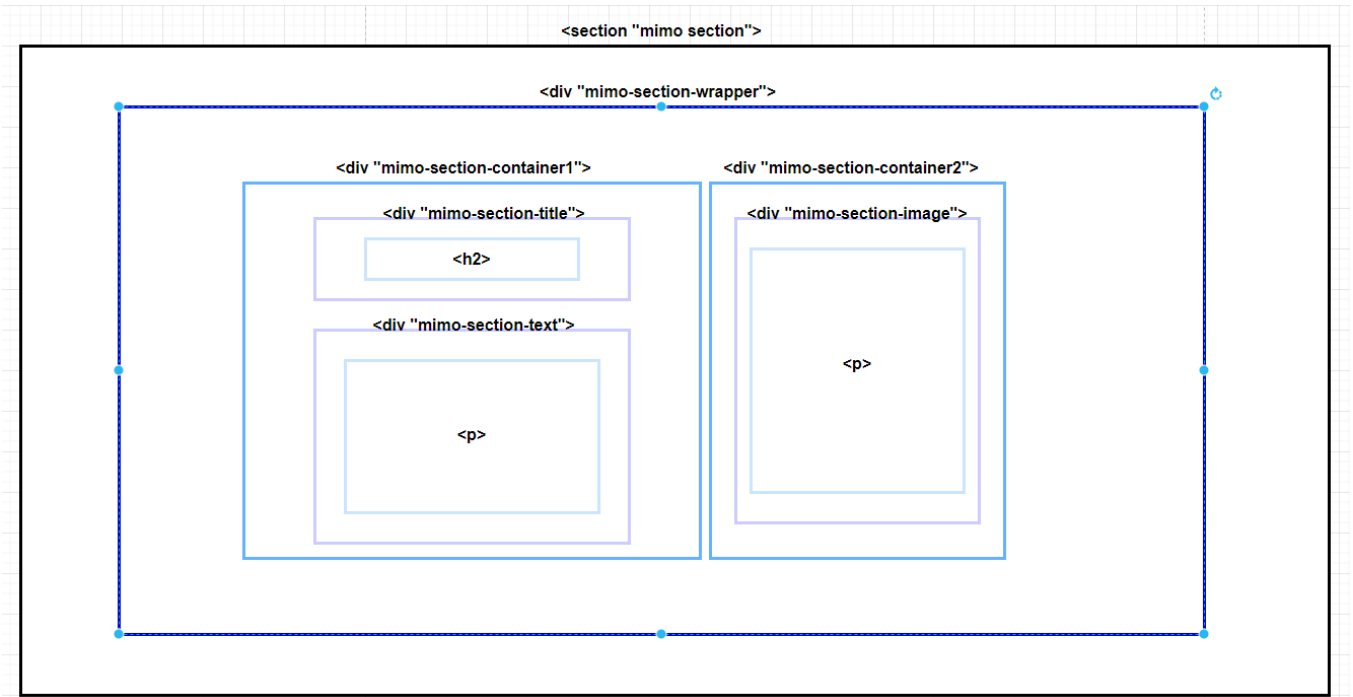 <section "mimo section">
<div "mimo-section-wrapper">
<div "mimo-section-container1">
<div "mimo-section-title">
<h2>
<div "mimo-section-text">
<p>
<div "mimo-section-container2">
<div "mimo-section-image">
<p>